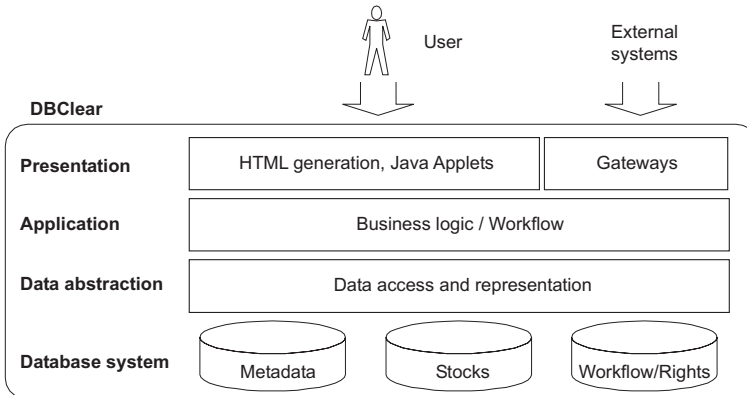 User
External
systems
DBClear
Presentation
HTML generation, Java Applets
Gateways
Application
Business logic / Workflow
Data abstraction
Data access and representation
Database system
Metadata
Stocks
Workflow/Rights